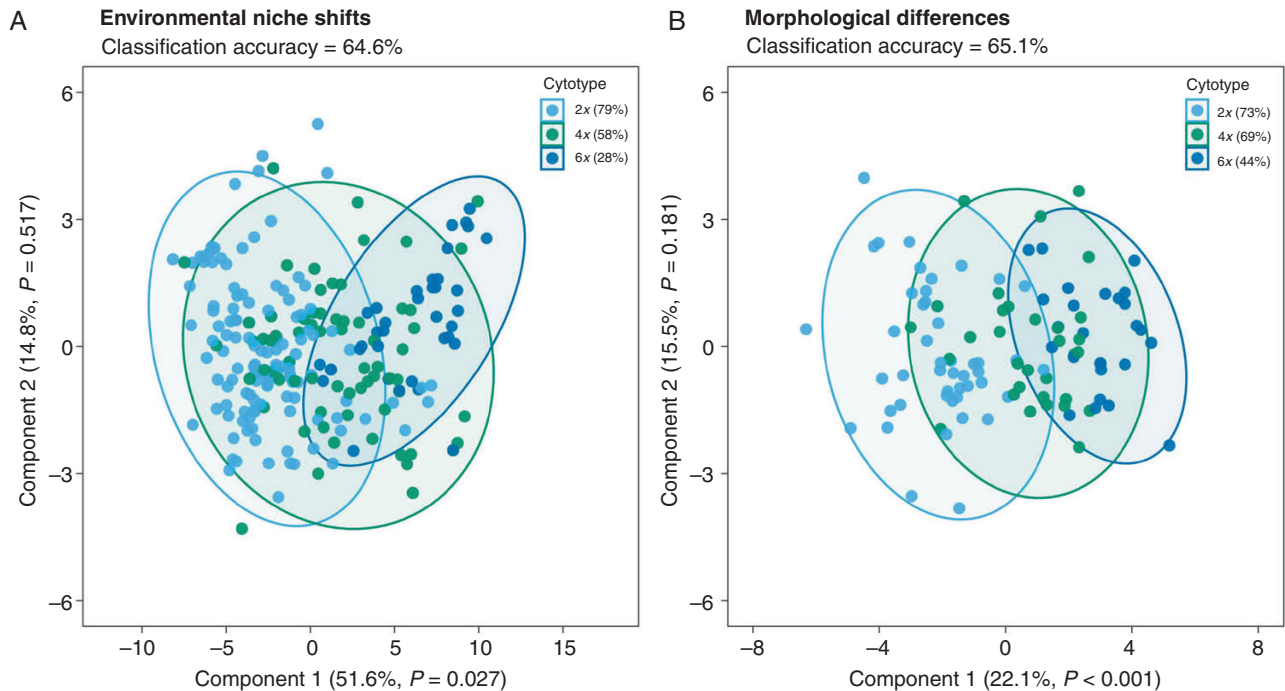 A
Environmental niche shifts
Classification accuracy = 64.6%
Cytotype
2x (79%)
4x (58%)
6x (28%)
6
3
0
–3
–6
Component 2 (14.8%, P = 0.517)
–10
–5
0
5
10
15
Component 1 (51.6%, P = 0.027)
B
Morphological differences
Classification accuracy = 65.1%
Cytotype
2x (73%)
4x (69%)
6x (44%)
6
3
0
–3
–6
Component 2 (15.5%, P = 0.181)
–8
–4
0
4
8
Component 1 (22.1%, P < 0.001)